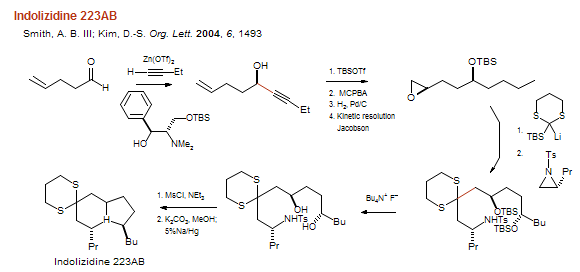 Indolizidine 223AB
Smith, A. B. III; Kim, D.-S. Org. Lett. 2004, 6, 1493
O
H
Zn(OTf)₂
H
Et
OTBS
HO
NMe₂
OH
Et
1. TBSOTf
2. MCPBA
3. H₂, Pd/C
4. Kinetic resolution
Jacobson
OTBS
O
S
S
1.
TBS
Li
2.
Ts
N
Pr
S
S
OTBS
NHTs
TBSO
Bu
Pr
Bu₄N⁺ F⁻
S
S
OH
NHTs
HO
Bu
Pr
1. MsCl, NEt₃
2. K₂CO₃, MeOH;
5%Na/Hg
S
S
H
N
Pr
Bu
Indolizidine 223AB